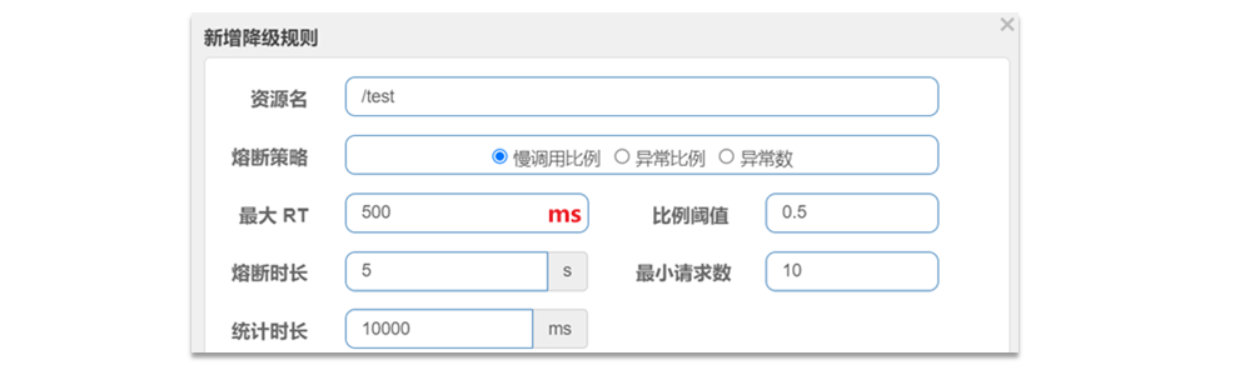 新增降级规则 ×
资源名 /test
熔断策略 慢调用比例 异常比例 异常数
最大 RT 500 ms 比例阈值 0.5
熔断时长 5 s 最小请求数 10
统计时长 10000 ms